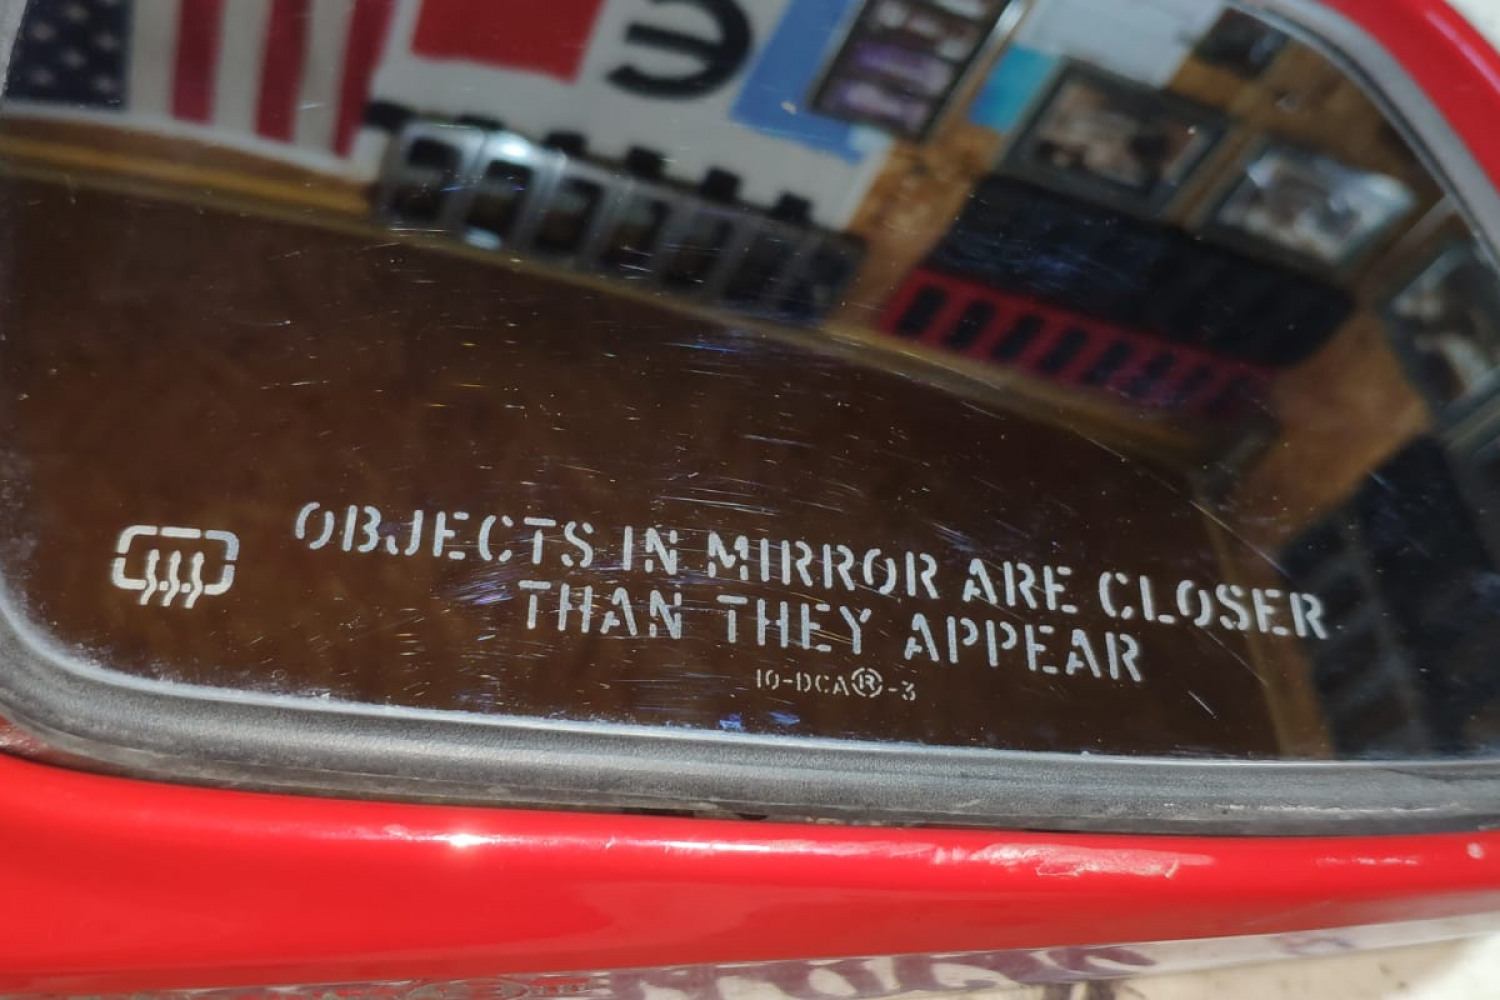 OBJECTS IN MIRROR ARE CLOSER
THAN THEY APPEAR
10-DCA®-3